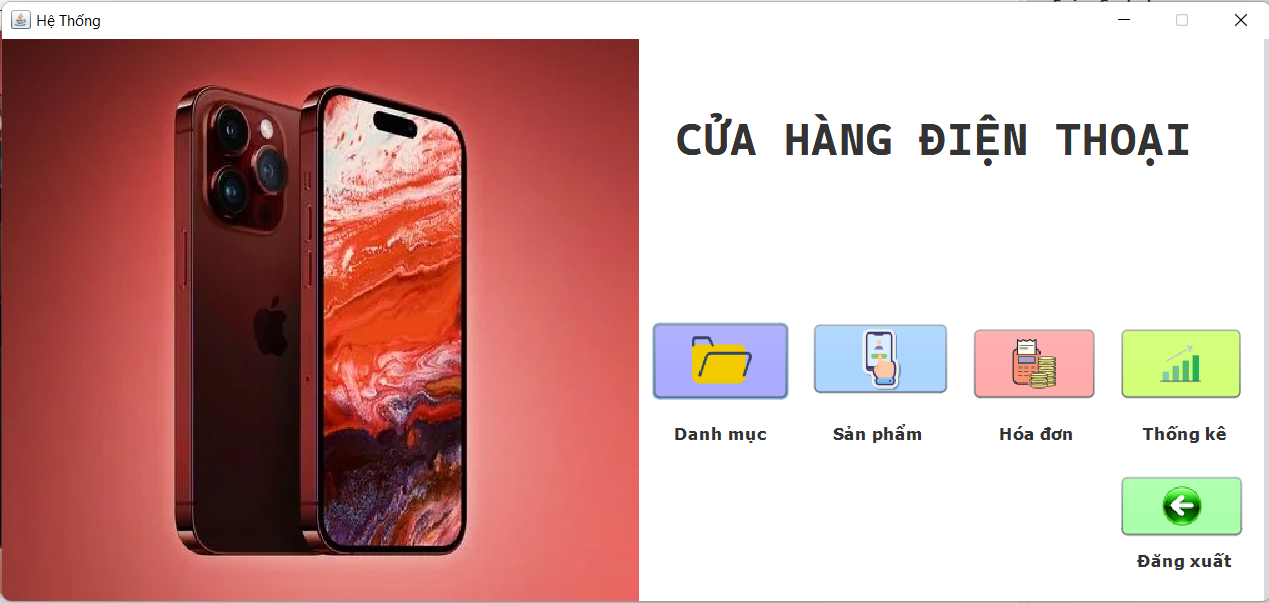 Hệ Thống
CỬA HÀNG ĐIỆN THOẠI
Danh mục
Sản phẩm
Hóa đơn
Thống kê
Đăng xuất